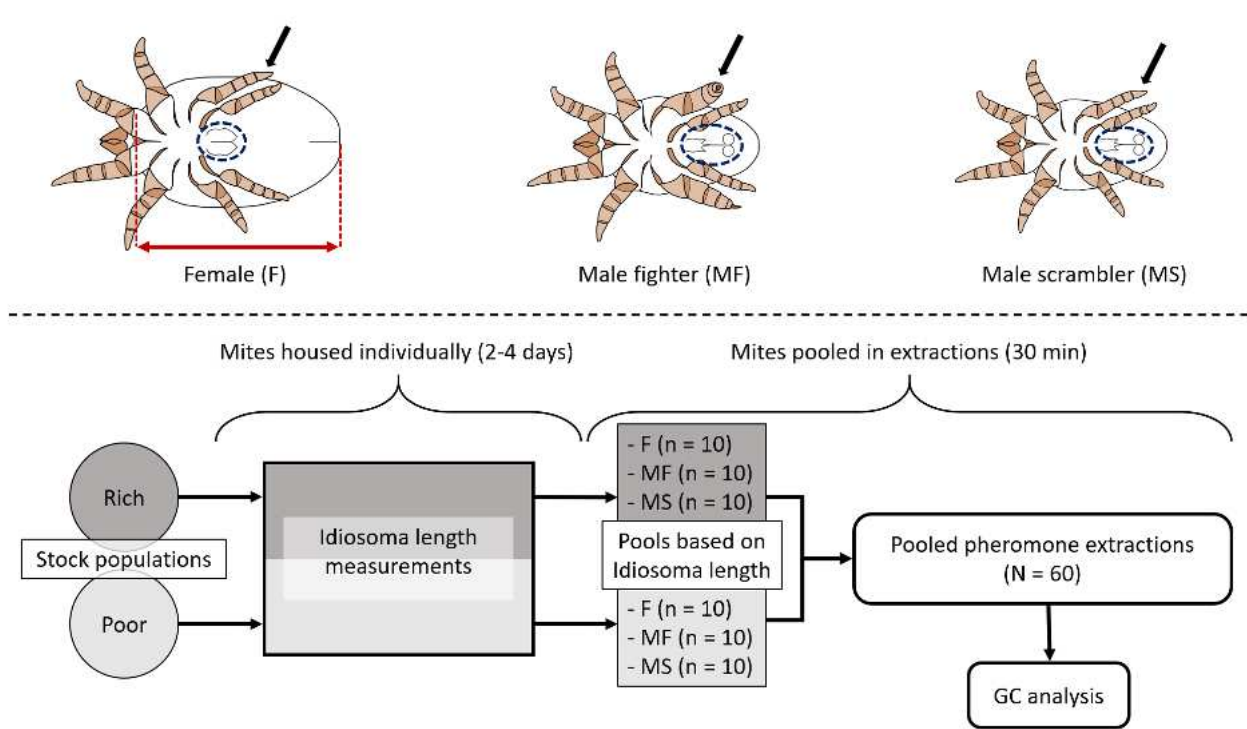 Female (F)
Male fighter (MF)
Male scrambler (MS)
Mites housed individually (2-4 days)
Mites pooled in extractions (30 min)
Rich
Stock populations
Poor
Idiosoma length
measurements
- F (n = 10)
- MF (n = 10)
- MS (n = 10)
Pools based on
Idiosoma length
- F (n = 10)
- MF (n = 10)
- MS (n = 10)
Pooled pheromone extractions
(N = 60)
GC analysis